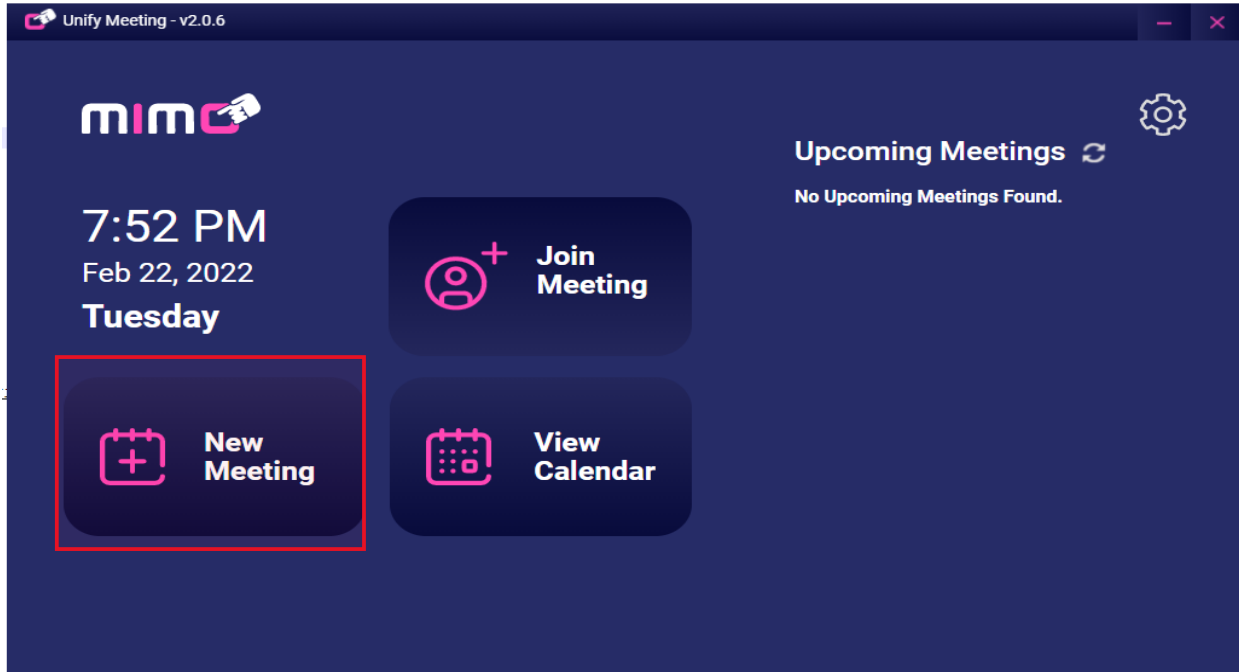 Unify Meeting - v2.0.6
mimo
Upcoming Meetings
No Upcoming Meetings Found.
7:52 PM
Feb 22, 2022
Tuesday
Join
Meeting
New
Meeting
View
Calendar